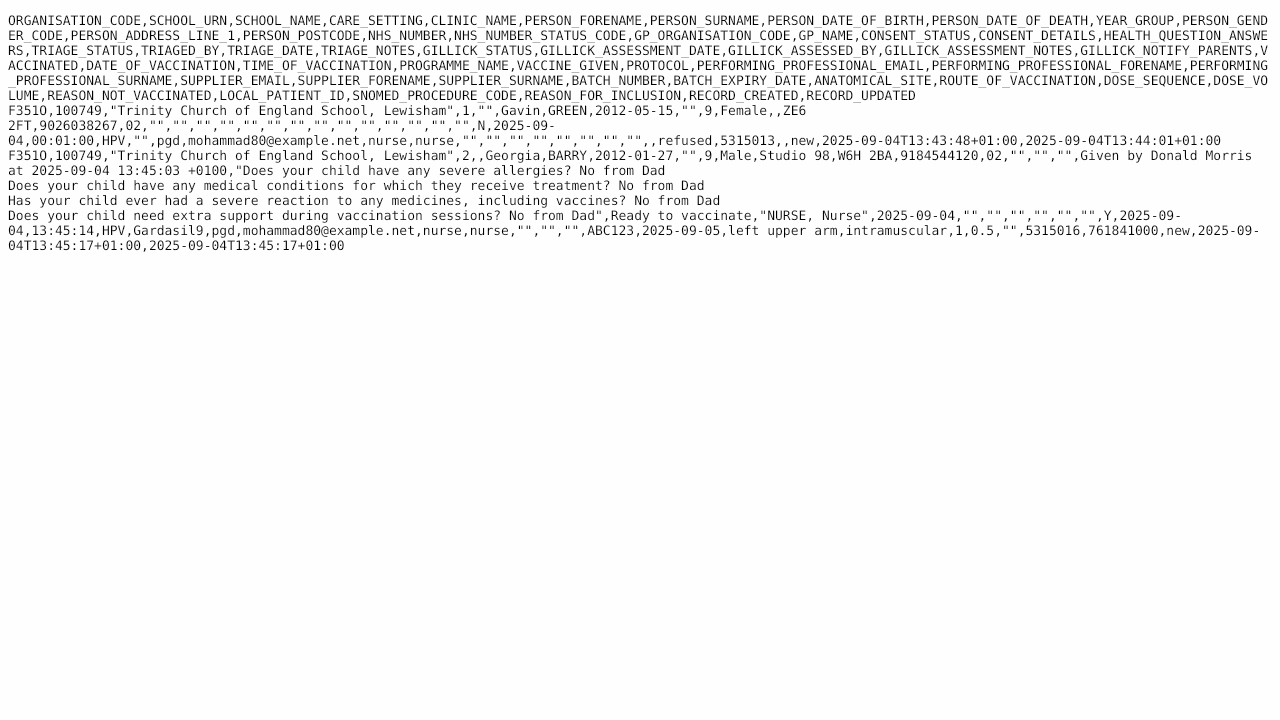 ORGANISATION_CODE,SCHOOL_URN,SCHOOL_NAME,CARE_SETTING,CLINIC_NAME,PERSON_FORENAME,PERSON_SURNAME,PERSON_DATE_OF_BIRTH,PERSON_DATE_OF_DEATH,YEAR_GROUP,PERSON_GEND
ER_CODE,PERSON_ADDRESS_LINE_1,PERSON_POSTCODE,NHS_NUMBER,NHS_NUMBER_STATUS_CODE,GP_ORGANISATION_CODE,GP_NAME,CONSENT_STATUS,CONSENT_DETAILS,HEALTH_QUESTION_ANSWE
RS,TRIAGE_STATUS,TRIAGED_BY,TRIAGE_DATE,TRIAGE_NOTES,GILLICK_STATUS,GILLICK_ASSESSMENT_DATE,GILLICK_ASSESSED_BY,GILLICK_ASSESSMENT_NOTES,GILLICK_NOTIFY_PARENTS,V
ACCINATED,DATE_OF_VACCINATION,TIME_OF_VACCINATION,PROGRAMME_NAME,VACCINE_GIVEN,PROTOCOL,PERFORMING_PROFESSIONAL_EMAIL,PERFORMING_PROFESSIONAL_FORENAME,PERFORMING
_PROFESSIONAL_SURNAME,SUPPLIER_EMAIL,SUPPLIER_FORENAME,SUPPLIER_SURNAME,BATCH_NUMBER,BATCH_EXPIRY_DATE,ANATOMICAL_SITE,ROUTE_OF_VACCINATION,DOSE_SEQUENCE,DOSE_VO
LUME,REASON_NOT_VACCINATED,LOCAL_PATIENT_ID,SNOMED_PROCEDURE_CODE,REASON_FOR_INCLUSION,RECORD_CREATED,RECORD_UPDATED
F351O,100749,"Trinity Church of England School, Lewisham",1,"",Gavin,GREEN,2012-05-15,"",9,Female,,ZE6
2FT,9026038267,02,"","","","","","","","","","","","","","",N,2025-09-
04,00:01:00,HPV,"",pgd,mohammad80@example.net,nurse,nurse,"","","","","","","","",,refused,5315013,,new,2025-09-04T13:43:48+01:00,2025-09-04T13:44:01+01:00
F351O,100749,"Trinity Church of England School, Lewisham",2,,Georgia,BARRY,2012-01-27,"",9,Male,Studio 98,W6H 2BA,9184544120,02,"","","",Given by Donald Morris
at 2025-09-04 13:45:03 +0100,"Does your child have any severe allergies? No from Dad
Does your child have any medical conditions for which they receive treatment? No from Dad
Has your child ever had a severe reaction to any medicines, including vaccines? No from Dad
Does your child need extra support during vaccination sessions? No from Dad",Ready to vaccinate,"NURSE, Nurse",2025-09-04,"","","","","","",Y,2025-09-
04,13:45:14,HPV,Gardasil9,pgd,mohammad80@example.net,nurse,nurse,"","","",ABC123,2025-09-05,left upper arm,intramuscular,1,0.5,"",5315016,761841000,new,2025-09-
04T13:45:17+01:00,2025-09-04T13:45:17+01:00